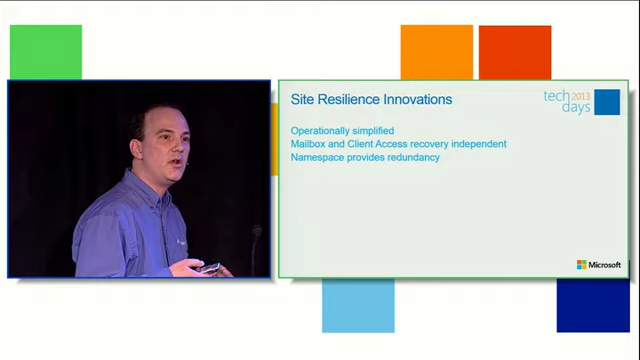 Site Resilience Innovations
tech 2013
days
Operationally simplified
Mailbox and Client Access recovery independent
Namespace provides redundancy
Microsoft